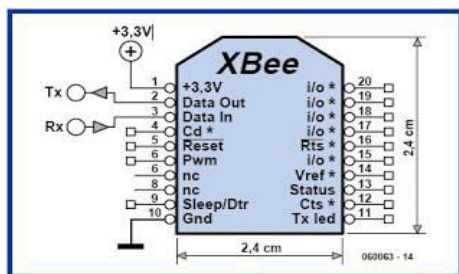 +3,3V
XBee
Tx
Rx
1 +3,3V i/o * 20
2 Data Out i/o * 19
3 Data In i/o * 18
4 Cd * i/o * 17
5 Reset Rts * 16
6 Pwm i/o * 15
6 nc Vref * 14
8 nc Status 13
9 Sleep/Dtr Cts * 12
10 Gnd Tx led 11
2,4 cm
2,4 cm
060063 - 14